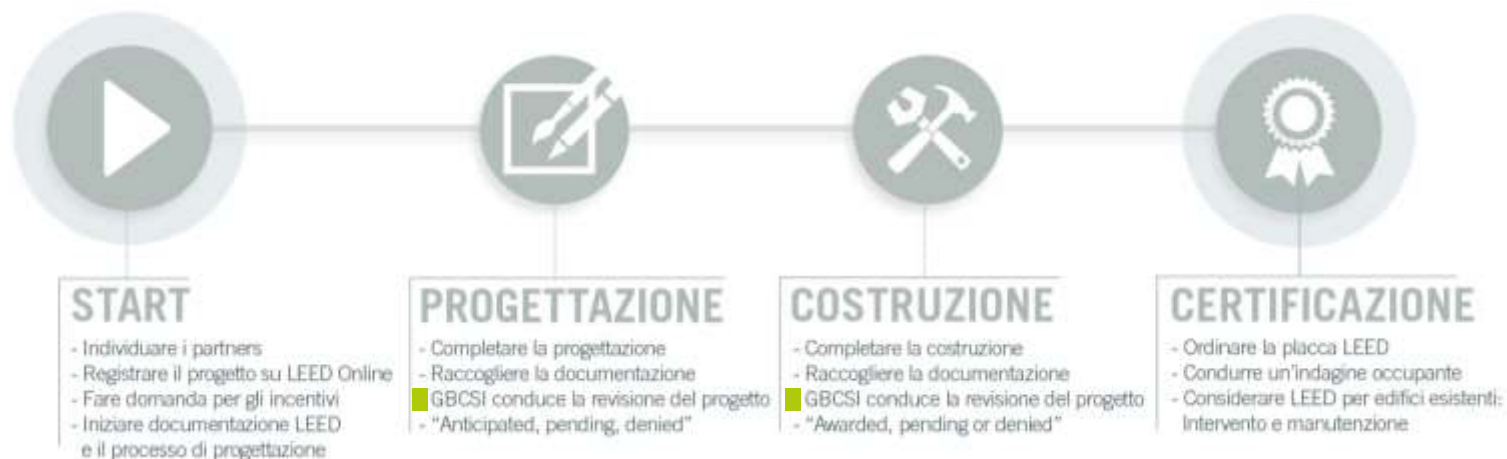 START
- Individuare i partners
- Registrare il progetto su LEED Online
- Fare domanda per gli incentivi
- Iniziare documentazione LEED
e il processo di progettazione
PROGETTAZIONE
- Completare la progettazione
- Raccogliere la documentazione
GBCSI conduce la revisione del progetto
- "Anticipated, pending, denied"
COSTRUZIONE
- Completare la costruzione
- Raccogliere la documentazione
GBCSI conduce la revisione del progetto
- "Awarded, pending or denied"
CERTIFICAZIONE
- Ordinare la placca LEED
- Condurre un'indagine occupante
- Considerare LEED per edifici esistenti:
Intervento e manutenzione